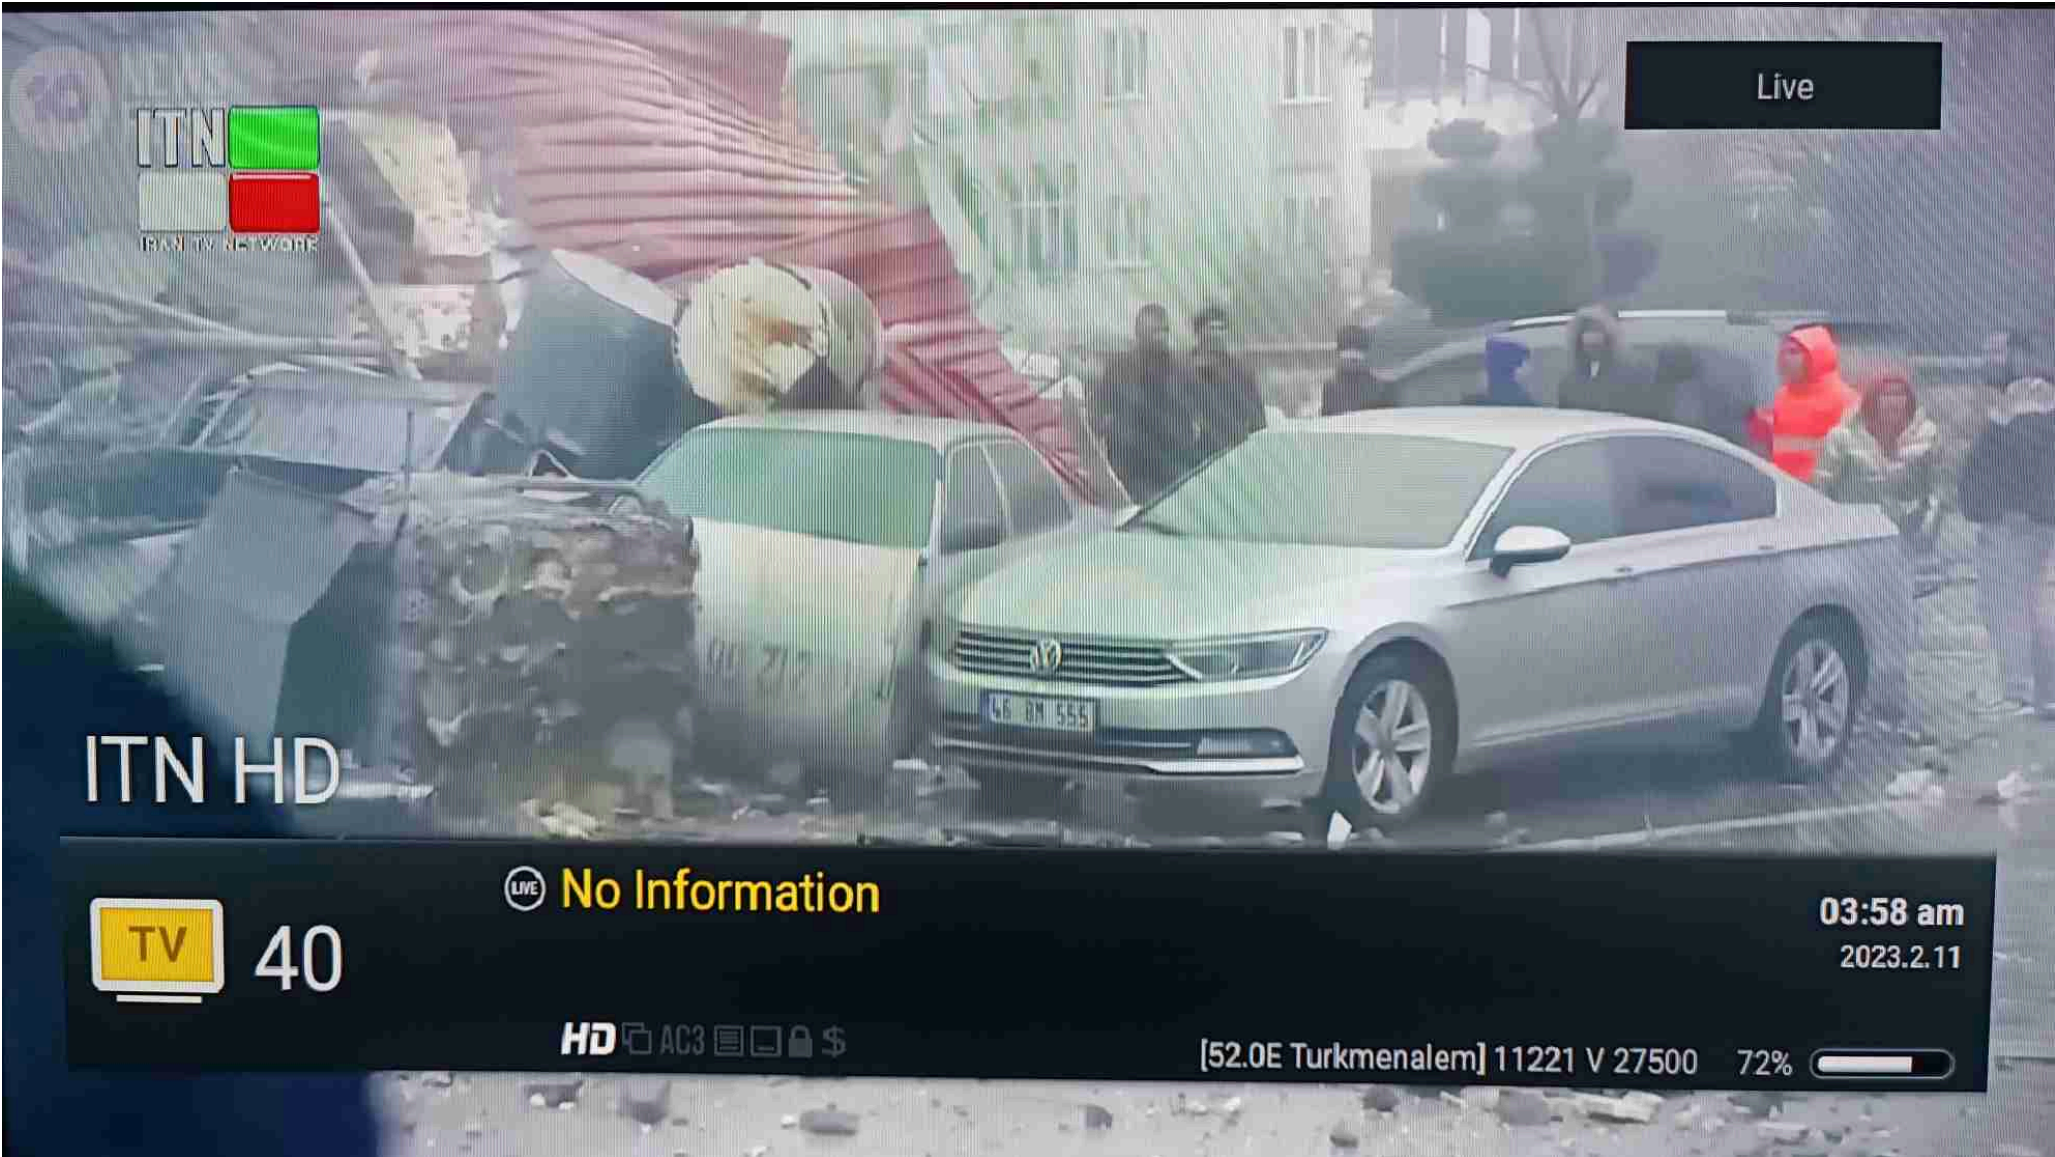 Live
ITN
IRAN TV NETWORK
46 BM 555
ITN HD
LIVE No Information
TV 40
03:58 am
2023.2.11
HD AC3 $
[52.0E Turkmenalem] 11221 V 27500 72%